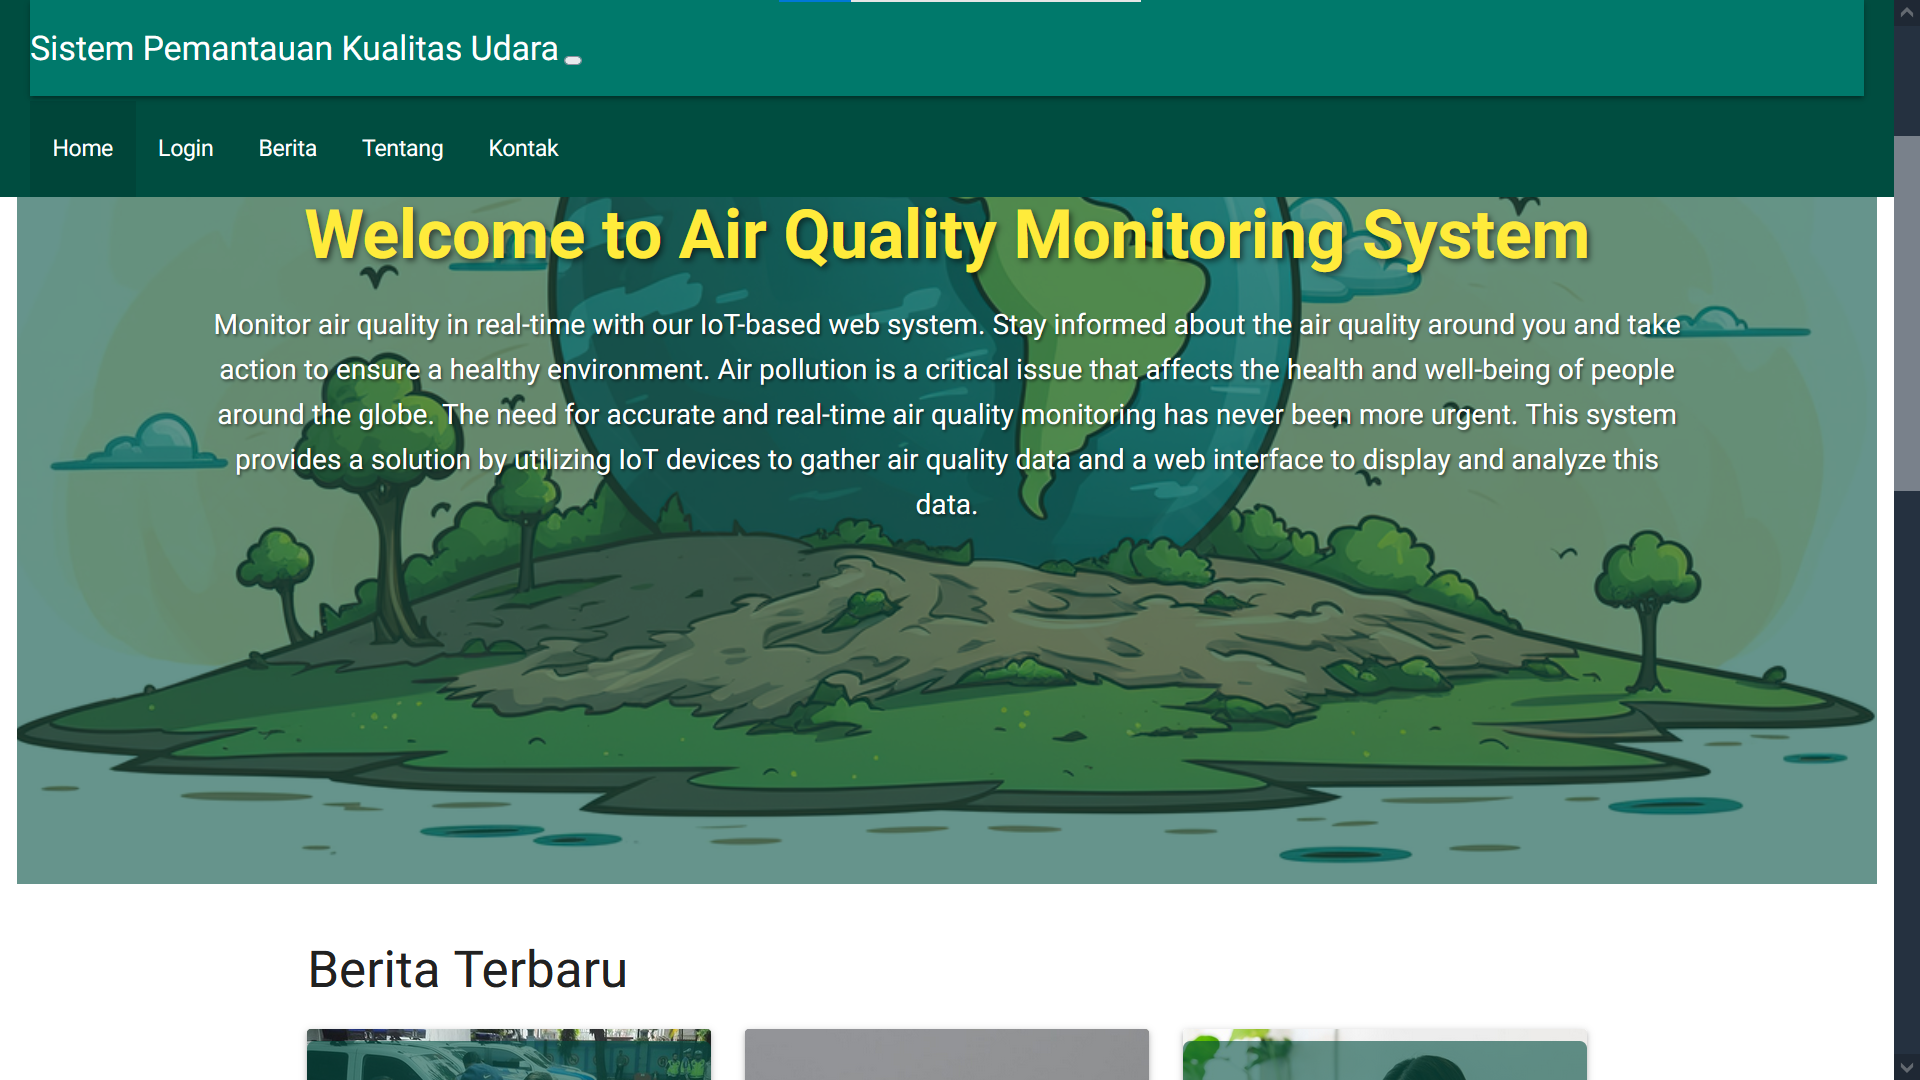 Sistem Pemantauan Kualitas Udara
Home Login Berita Tentang Kontak
Welcome to Air Quality Monitoring System
Monitor air quality in real-time with our IoT-based web system. Stay informed about the air quality around you and take
action to ensure a healthy environment. Air pollution is a critical issue that affects the health and well-being of people
around the globe. The need for accurate and real-time air quality monitoring has never been more urgent. This system
provides a solution by utilizing IoT devices to gather air quality data and a web interface to display and analyze this
data.
Berita Terbaru